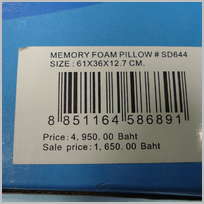 MEMORY FOAM PILLOW # SD644
SIZE : 61X36X12.7 CM.
8 851164 586891
Price: 4, 950. 00 Baht
Sale price: 1, 650. 00 Baht